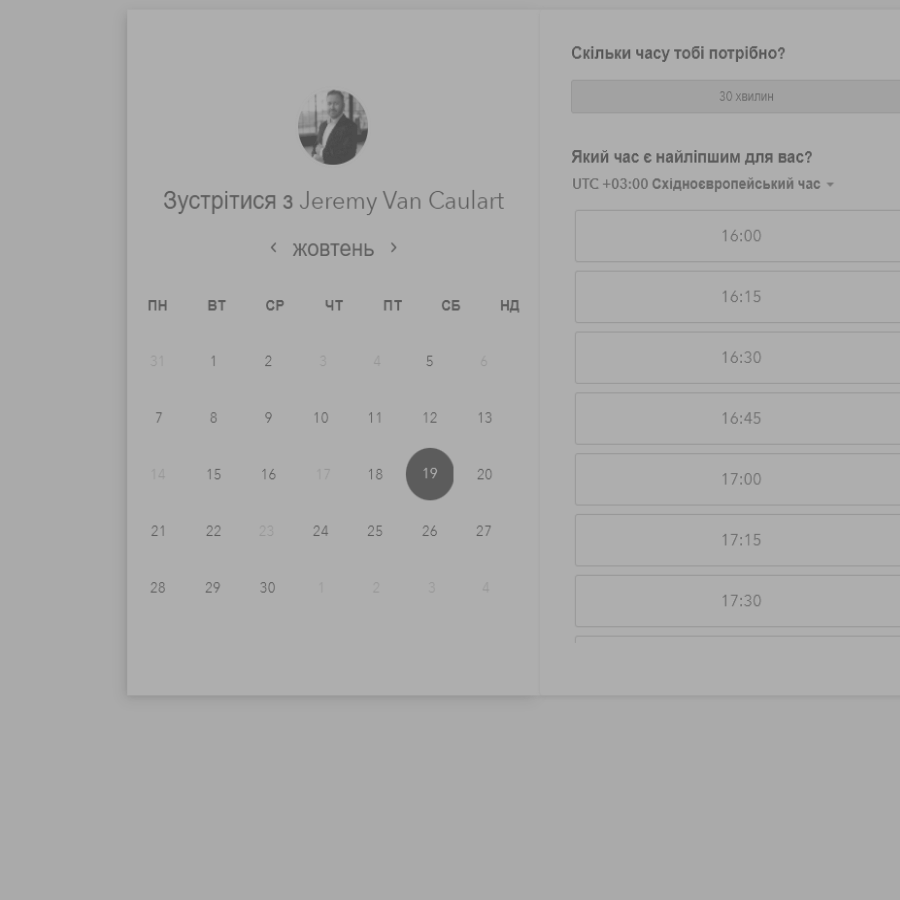 Зустрітися з Jeremy Van Caulart
‹ жовтень ›
ПН ВТ СР ЧТ ПТ СБ НД
31 1 2 3 4 5 6
7 8 9 10 11 12 13
14 15 16 17 18 19 20
21 22 23 24 25 26 27
28 29 30 1 2 3 4
Скільки часу тобі потрібно?
30 хвилин
Який час є найліпшим для вас?
UTC +03:00 Східноєвропейський час
16:00
16:15
16:30
16:45
17:00
17:15
17:30